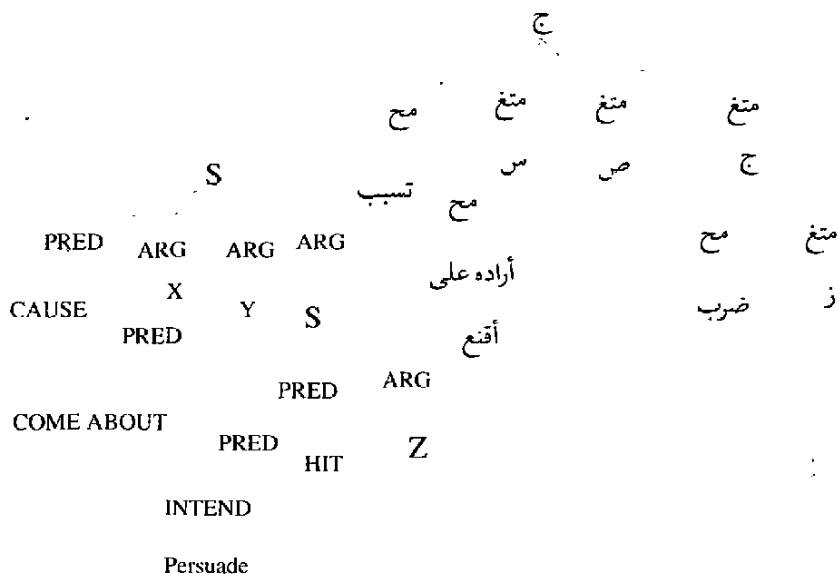 ج
مح متغ متغ متغ
تسبب س ص ج
مح مح متغ
أراده على ضرب ز
أقنع
S
PRED ARG ARG ARG
CAUSE X Y S
PRED
PRED ARG
COME ABOUT
PRED HIT Z
INTEND
Persuade